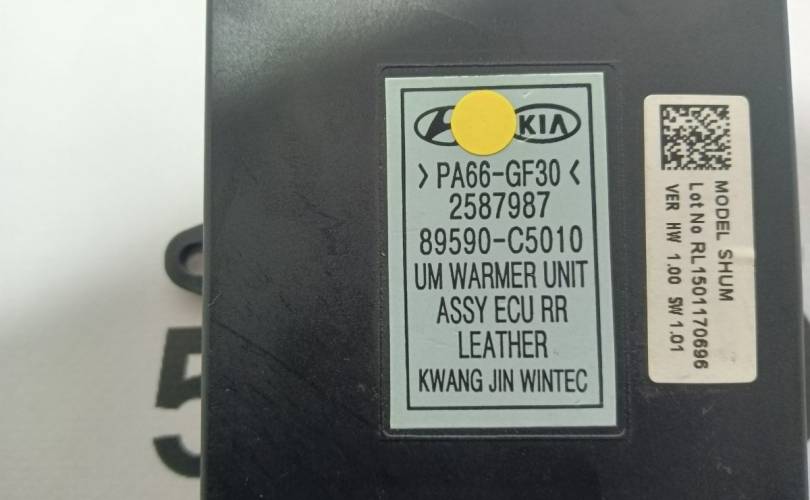 KIA
>PA66-GF30<
2587987
89590-C5010
UM WARMER UNIT
ASSY ECU RR
LEATHER
KWANG JIN WINTEC
MODEL SHUM
Lot No RL1501170696
VER HW 1.00 SW 1.01
5